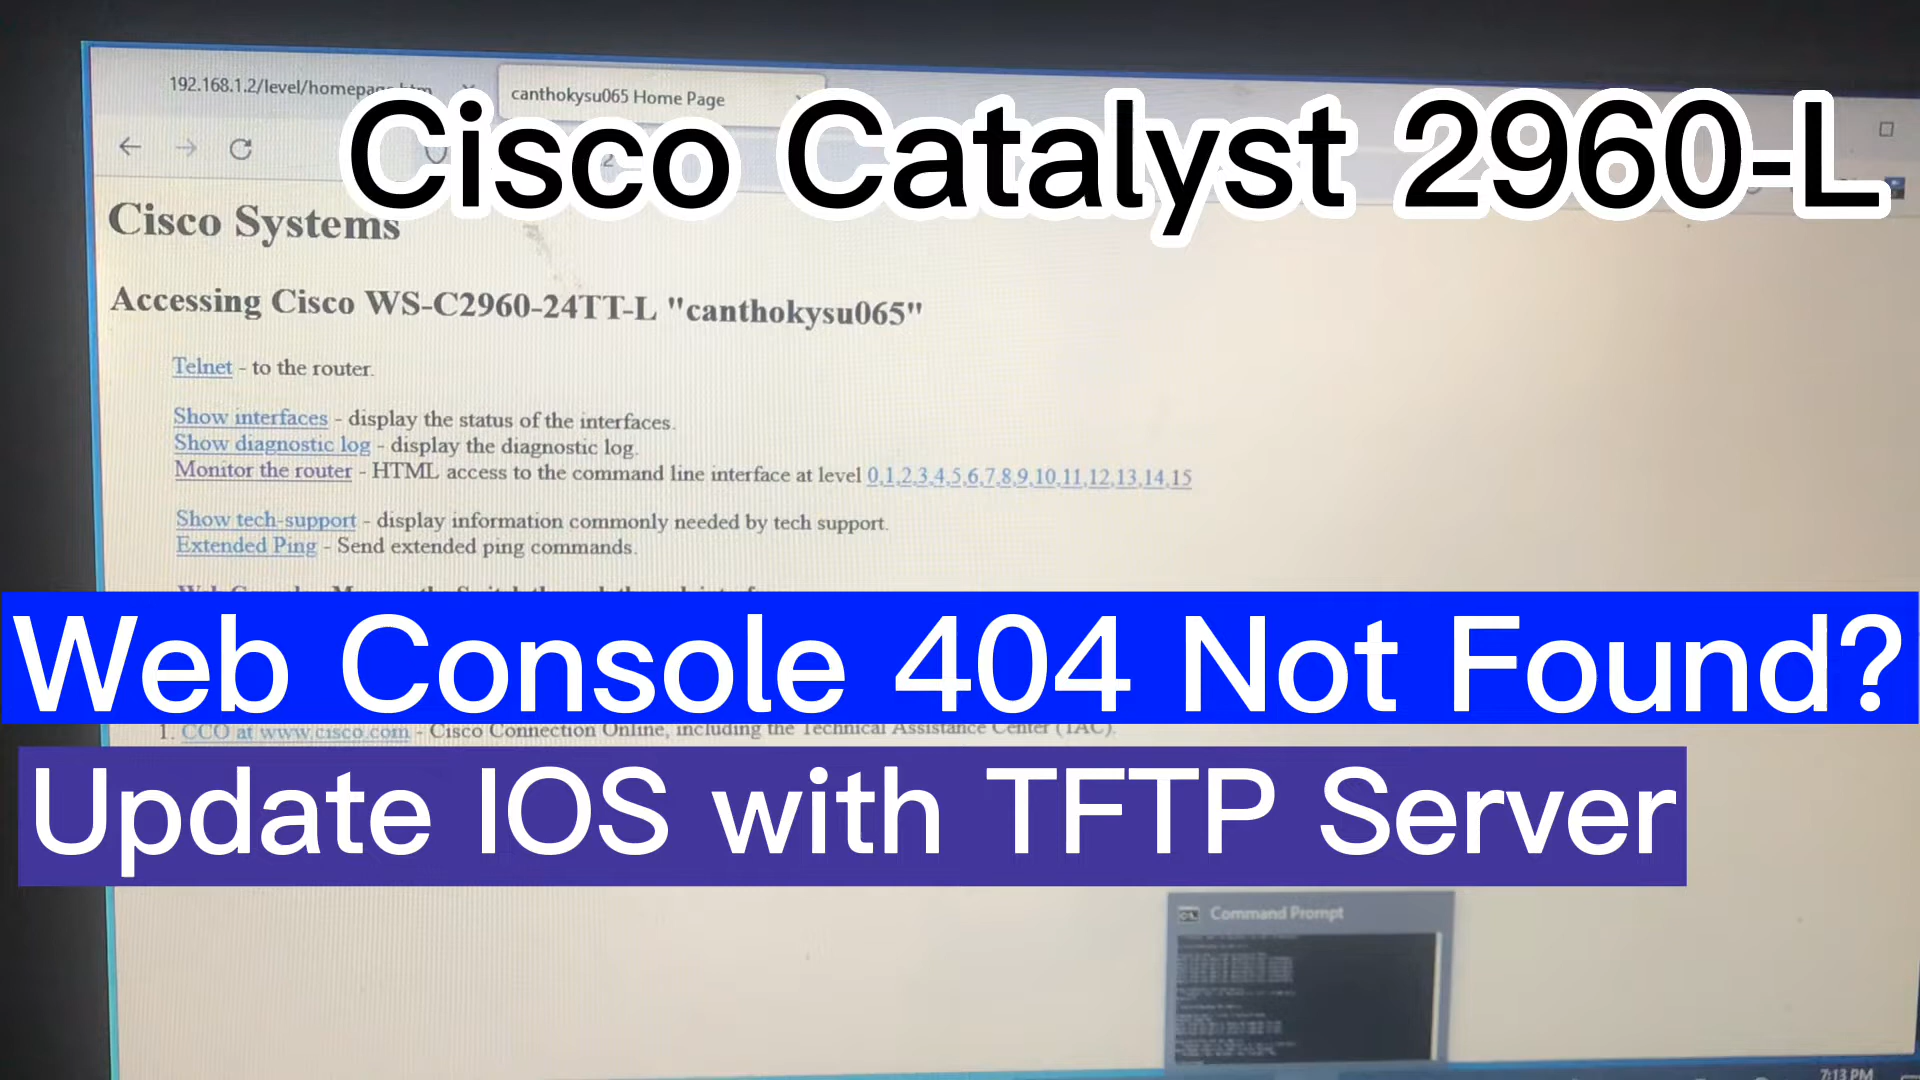 192.168.1.2/level/homepage.htm
canthokysu065 Home Page
Cisco Catalyst 2960-L
Cisco Systems
Accessing Cisco WS-C2960-24TT-L "canthokysu065"
Telnet - to the router.
Show interfaces - display the status of the interfaces.
Show diagnostic log - display the diagnostic log.
Monitor the router - HTML access to the command line interface at level 0,1,2,3,4,5,6,7,8,9,10,11,12,13,14,15
Show tech-support - display information commonly needed by tech support.
Extended Ping - Send extended ping commands.
Web Console 404 Not Found?
1. CCO at www.cisco.com - Cisco Connection Online, including the Technical Assistance Center (TAC).
Update IOS with TFTP Server
Command Prompt
7:13 PM